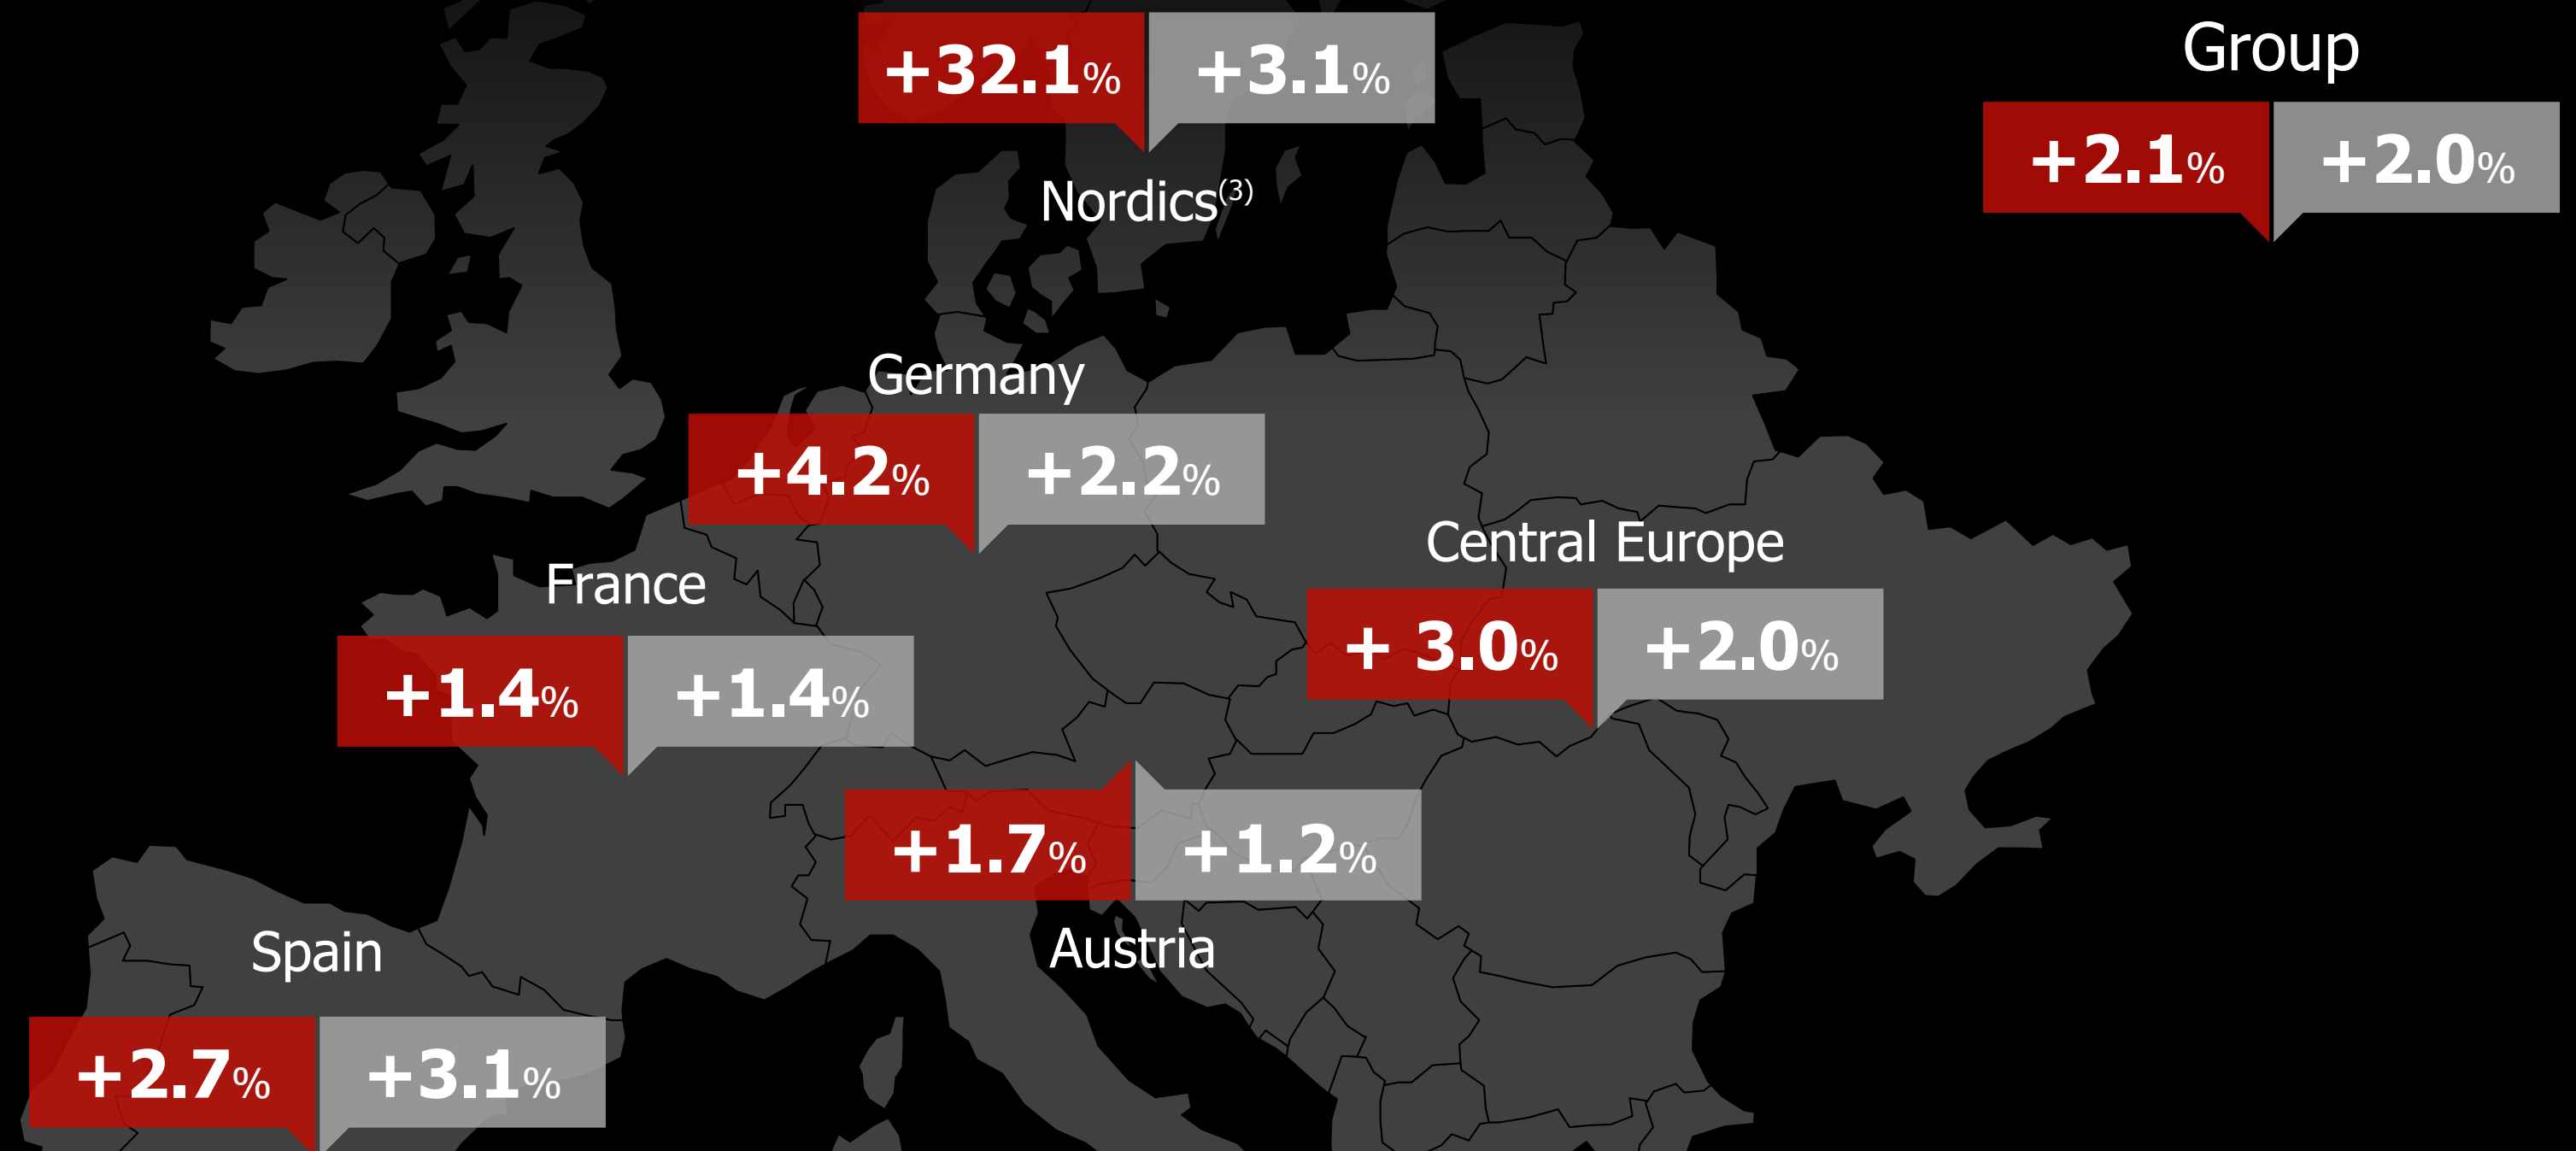 +32.1% +3.1%
Nordics(3)
Group
+2.1% +2.0%
Germany
+4.2% +2.2%
Central Europe
+ 3.0% +2.0%
France
+1.4% +1.4%
+1.7% +1.2%
Austria
Spain
+2.7% +3.1%